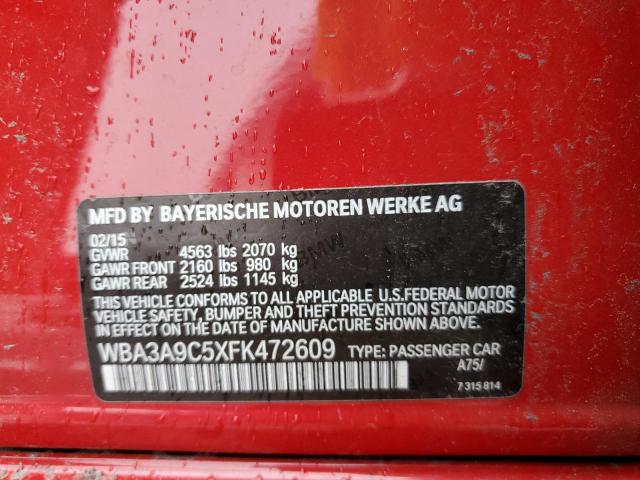 MFD BY BAYERISCHE MOTOREN WERKE AG
02/15
GVWR 4563 lbs 2070 kg
GAWR FRONT 2160 lbs 980 kg
GAWR REAR 2524 lbs 1145 kg
THIS VEHICLE CONFORMS TO ALL APPLICABLE U.S.FEDERAL MOTOR
VEHICLE SAFETY, BUMPER AND THEFT PREVENTION STANDARDS
IN EFFECT ON THE DATE OF MANUFACTURE SHOWN ABOVE.
WBA3A9C5XFK472609 TYPE: PASSENGER CAR
A75/
7 315 814